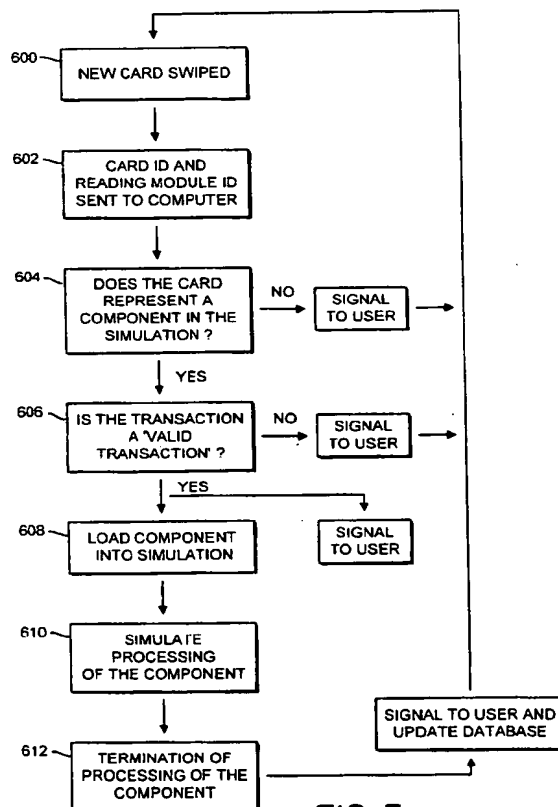 600
NEW CARD SWIPED
602
CARD ID AND
READING MODULE ID
SENT TO COMPUTER
604
DOES THE CARD
REPRESENT A
COMPONENT IN THE
SIMULATION ?
NO
SIGNAL
TO USER
YES
606
IS THE TRANSACTION
A 'VALID
TRANSACTION' ?
NO
SIGNAL
TO USER
YES
608
LOAD COMPONENT
INTO SIMULATION
SIGNAL
TO USER
610
SIMULATE
PROCESSING
OF THE COMPONENT
SIGNAL TO USER AND
UPDATE DATABASE
612
TERMINATION OF
PROCESSING OF THE
COMPONENT